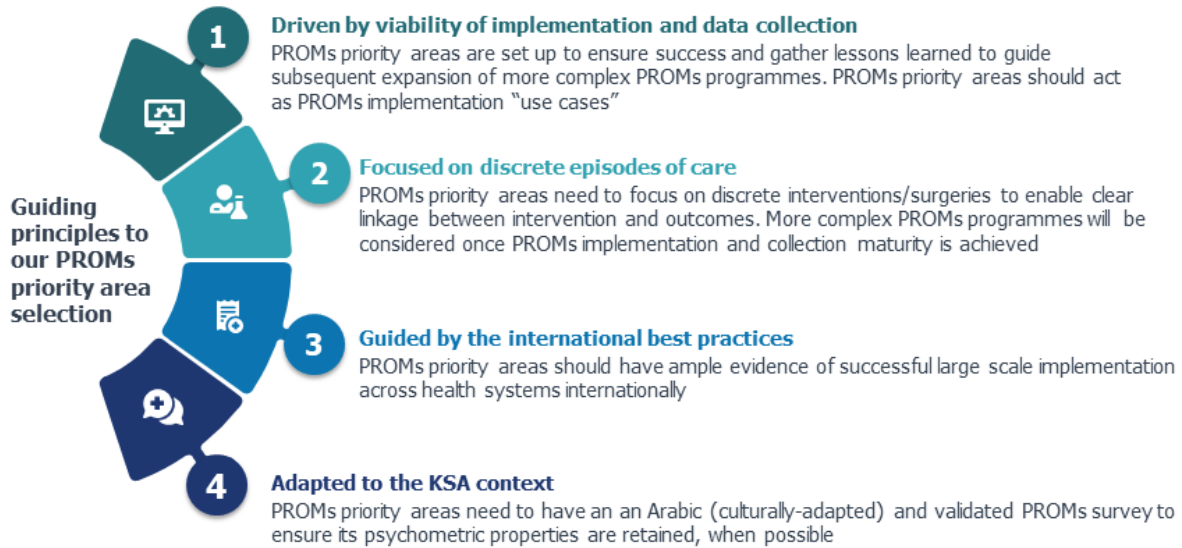 Guiding
principles to
our PROMs
priority area
selection
1
Driven by viability of implementation and data collection
PROMs priority areas are set up to ensure success and gather lessons learned to guide
subsequent expansion of more complex PROMs programmes. PROMs priority areas should act
as PROMs implementation “use cases”
2
Focused on discrete episodes of care
PROMs priority areas need to focus on discrete interventions/surgeries to enable clear
linkage between intervention and outcomes. More complex PROMs programmes will be
considered once PROMs implementation and collection maturity is achieved
3
Guided by the international best practices
PROMs priority areas should have ample evidence of successful large scale implementation
across health systems internationally
4
Adapted to the KSA context
PROMs priority areas need to have an an Arabic (culturally-adapted) and validated PROMs survey to
ensure its psychometric properties are retained, when possible